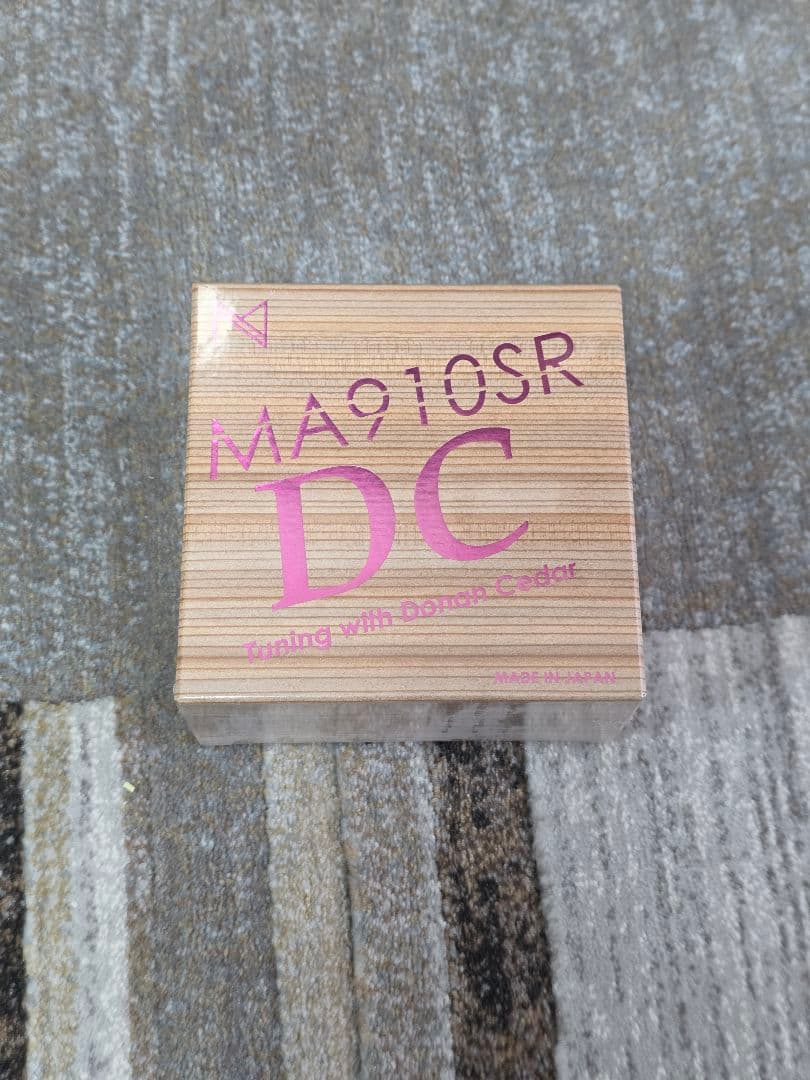 MA910SR
DC
Tuning with Donan Cedar
MADE IN JAPAN